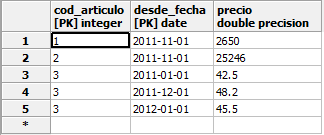 cod_articulo desde_fecha precio
[PK] integer [PK] date double precision
1 1 2011-11-01 2650
2 2 2011-11-01 25246
3 3 2011-11-01 42.5
4 3 2011-12-01 48.2
5 3 2012-01-01 45.5
*